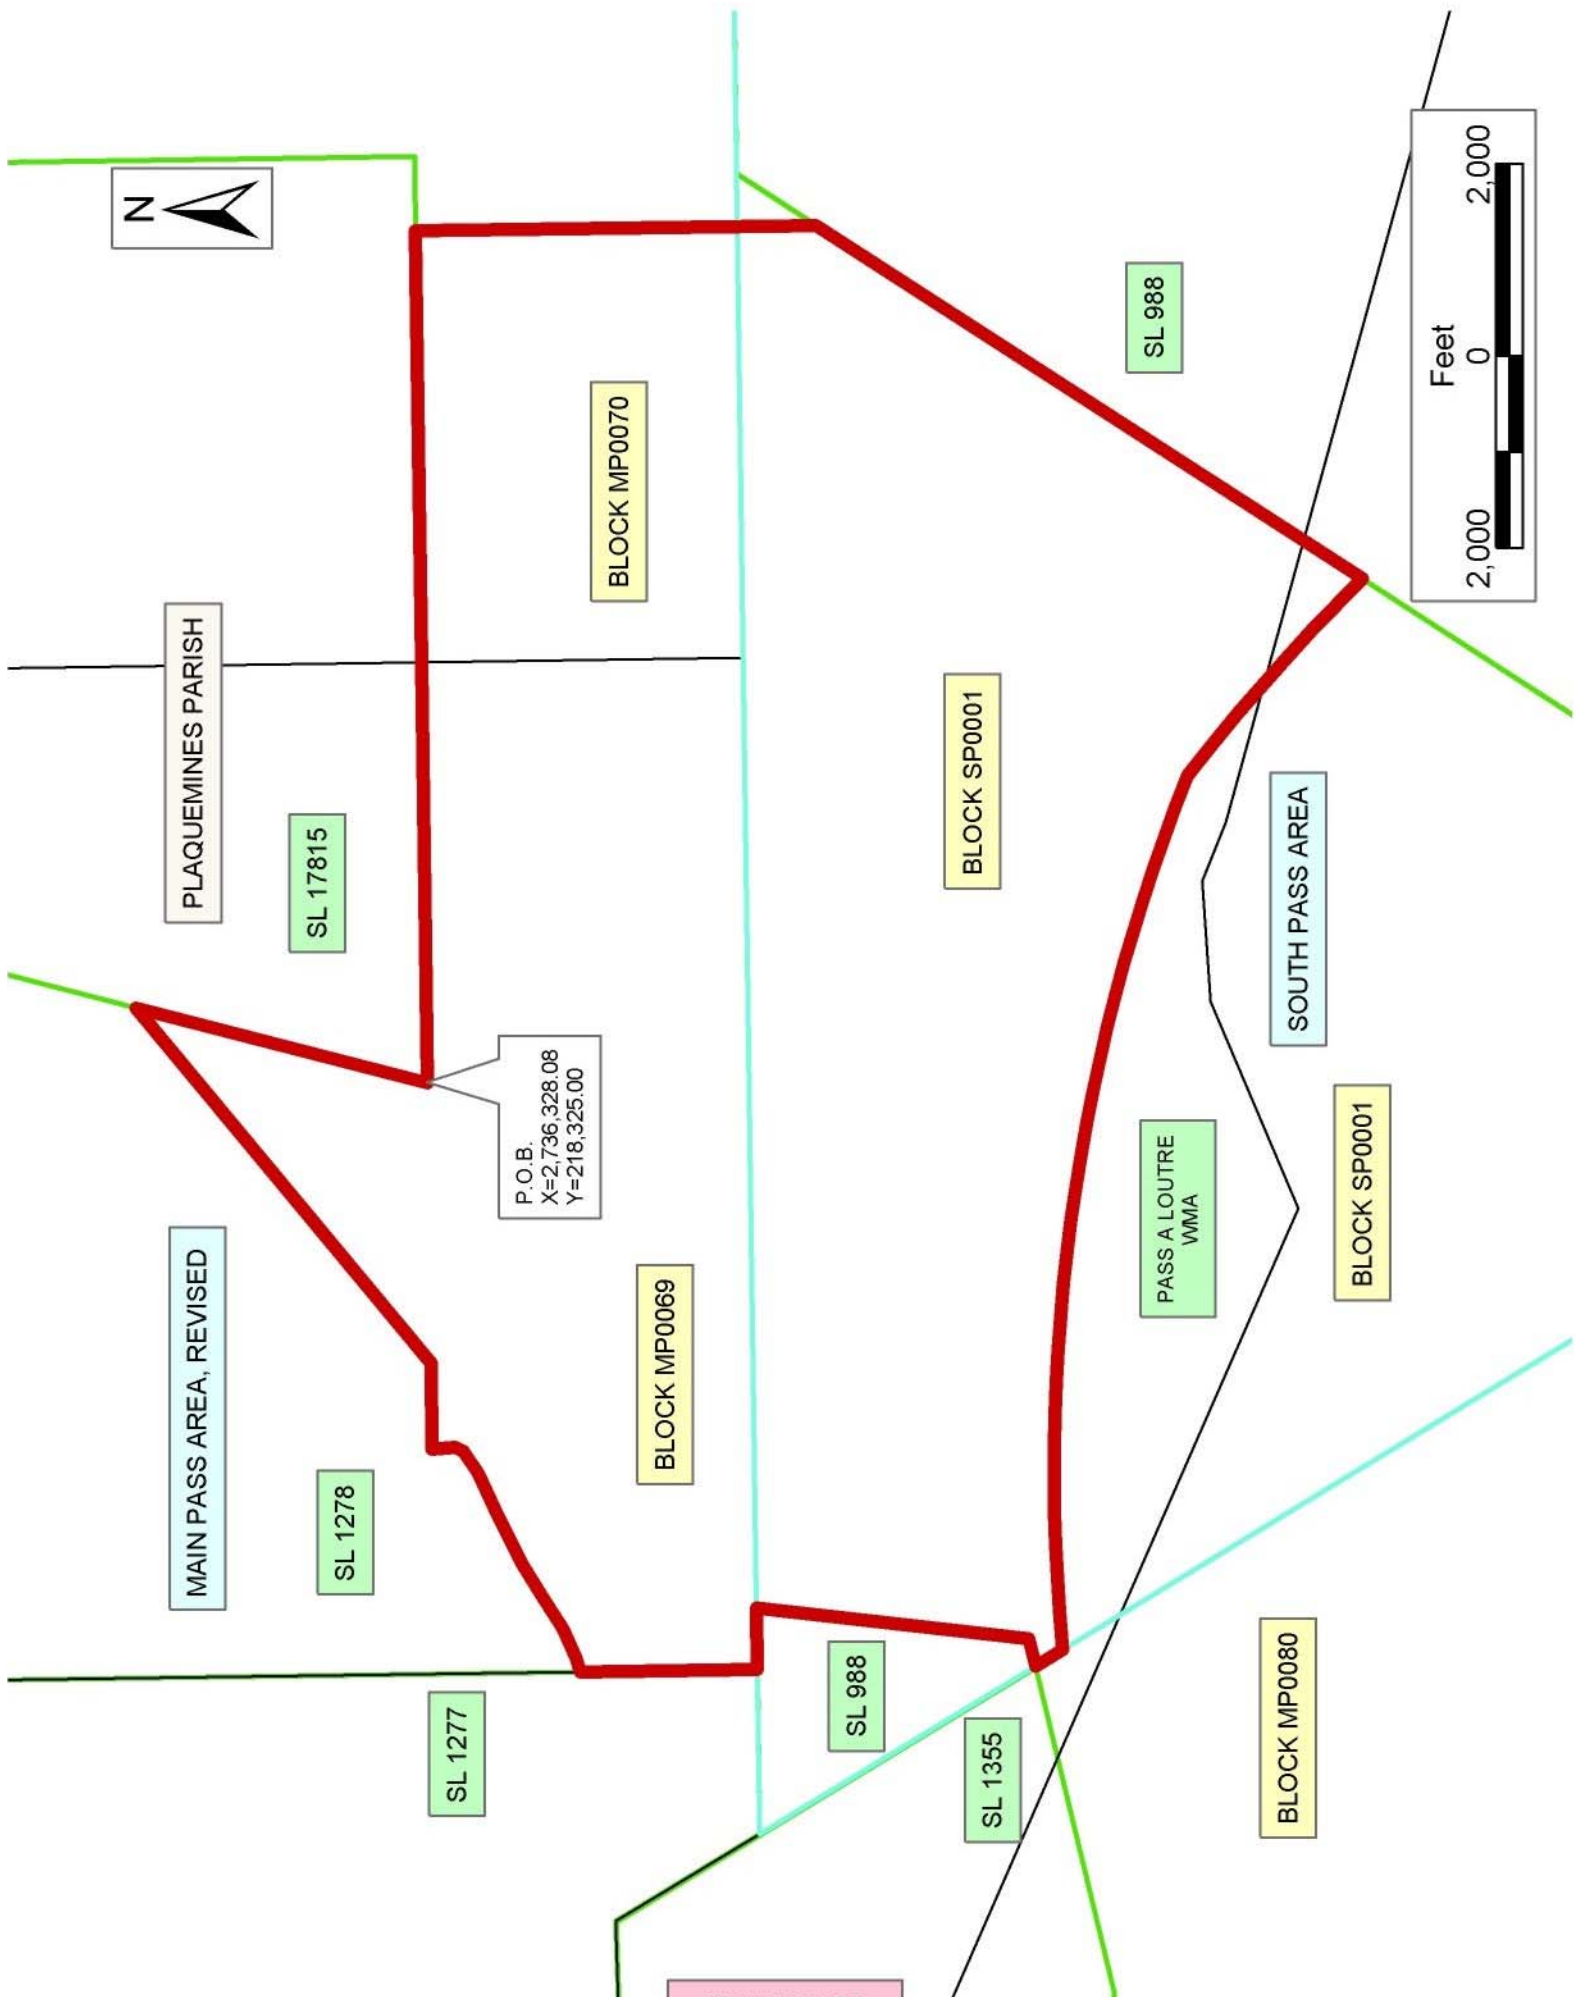 N
PLAQUEMINES PARISH
MAIN PASS AREA, REVISED
SL 17815
SL 1278
SL 1277
P.O.B.
X=2,736,328.08
Y=218,325.00
BLOCK MP0070
BLOCK MP0069
SL 988
BLOCK SP0001
SL 1355
SL 988
PASS A LOUTRE
WMA
SOUTH PASS AREA
BLOCK MP0080
BLOCK SP0001
Feet
2,000 0 2,000